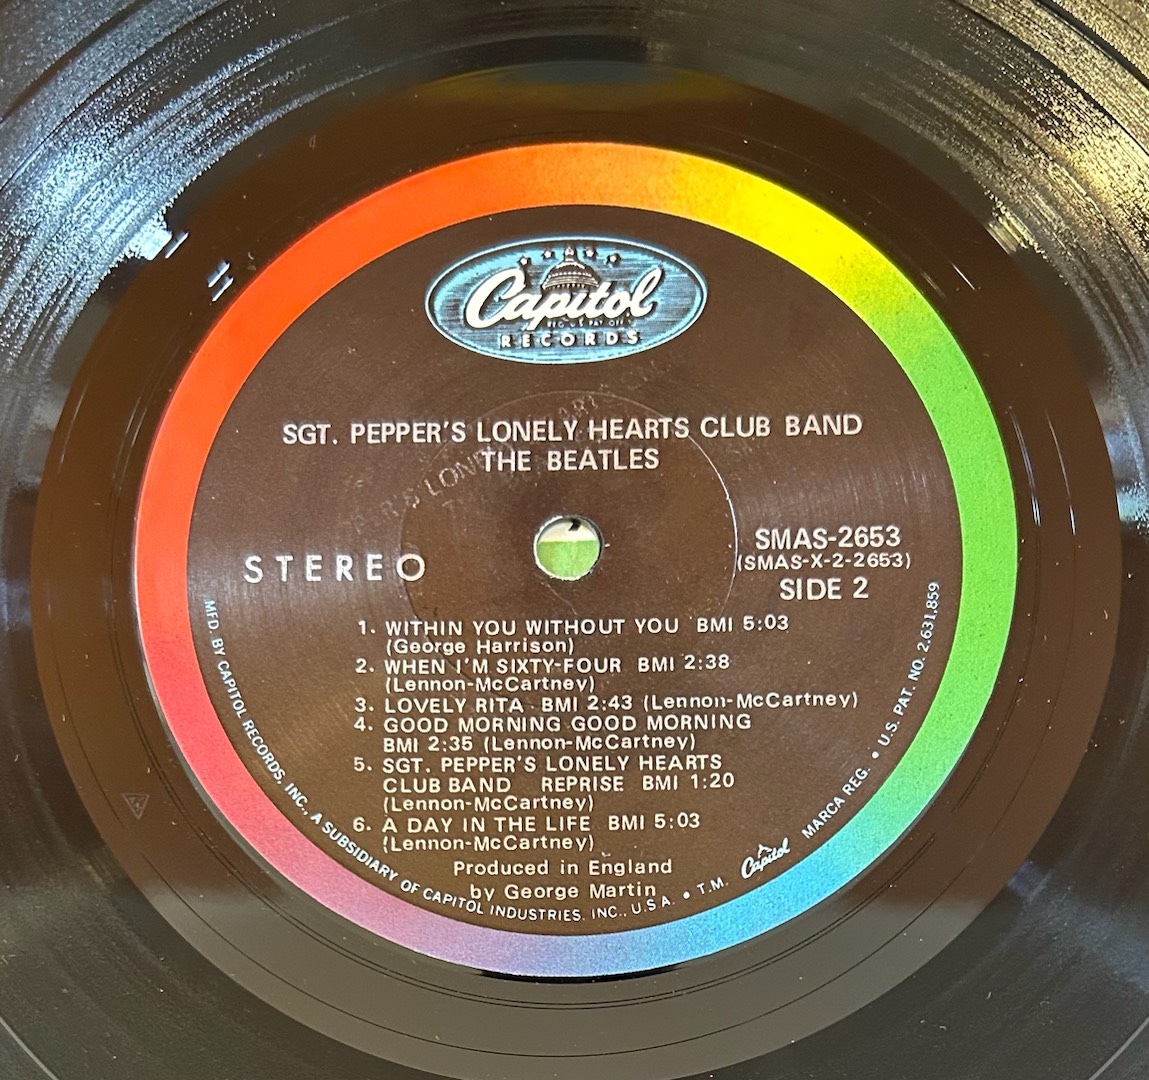 Capitol
REG. U.S. PAT. OFF.
RECORDS
SGT. PEPPER'S LONELY HEARTS CLUB BAND
THE BEATLES
STEREO
SMAS-2653
(SMAS-X-2-2653)
SIDE 2
1. WITHIN YOU WITHOUT YOU BMI 5:03
(George Harrison)
2. WHEN I'M SIXTY-FOUR BMI 2:38
(Lennon-McCartney)
3. LOVELY RITA BMI 2:43 (Lennon-McCartney)
4. GOOD MORNING GOOD MORNING
BMI 2:35 (Lennon-McCartney)
5. SGT. PEPPER'S LONELY HEARTS
CLUB BAND REPRISE BMI 1:20
(Lennon-McCartney)
6. A DAY IN THE LIFE BMI 5:03
(Lennon-McCartney)
Produced in England
by George Martin
MFD. BY CAPITOL RECORDS, INC., A SUBSIDIARY OF CAPITOL INDUSTRIES, INC., U.S.A. • T.M. Capitol MARCA REG. • U.S. PAT. NO. 2,631,859